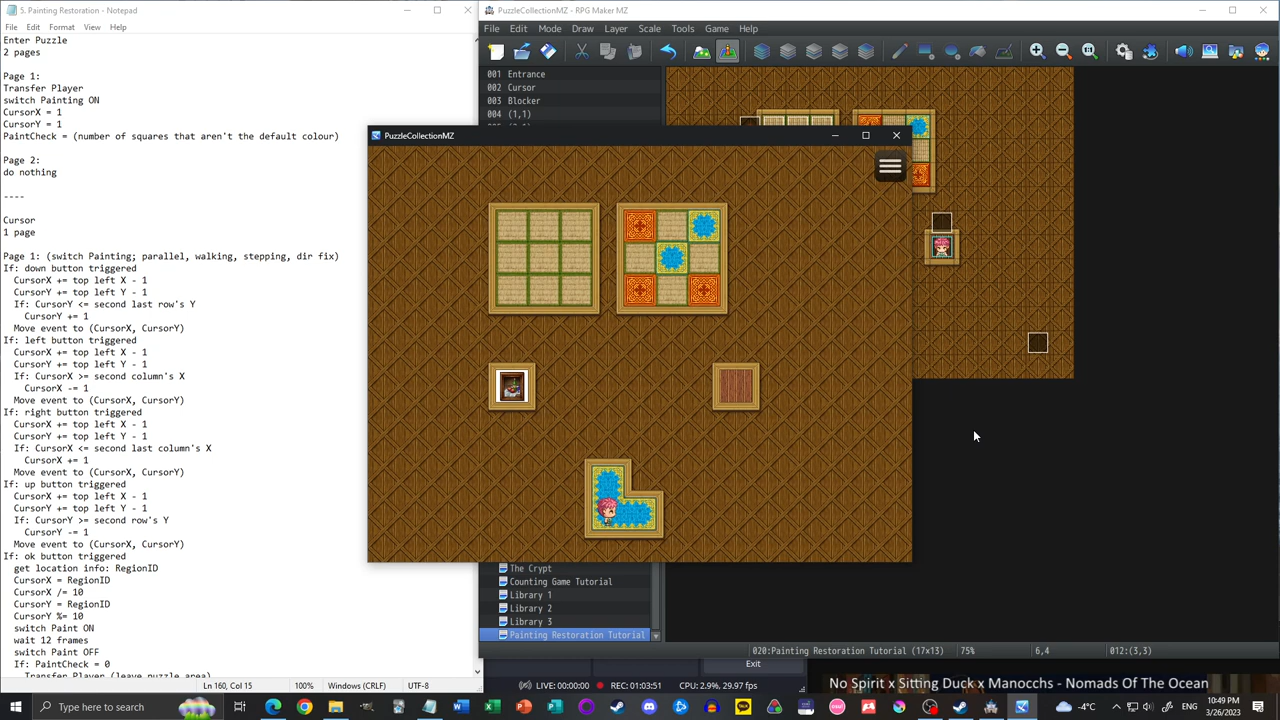 5. Painting Restoration - Notepad
File Edit Format View Help
Enter Puzzle
2 pages
Page 1:
Transfer Player
switch Painting ON
CursorX = 1
CursorY = 1
PaintCheck = (number of squares that aren't the default colour)
Page 2:
do nothing
----
Cursor
1 page
Page 1: (switch Painting; parallel, walking, stepping, dir fix)
If: down button triggered
CursorX += top left X - 1
CursorY += top left Y - 1
If: CursorY <= second last row's Y
CursorY += 1
Move event to (CursorX, CursorY)
If: left button triggered
CursorX += top left X - 1
CursorY += top left Y - 1
If: CursorX >= second column's X
CursorX -= 1
Move event to (CursorX, CursorY)
If: right button triggered
CursorX += top left X - 1
CursorY += top left Y - 1
If: CursorX <= second last column's X
CursorX += 1
Move event to (CursorX, CursorY)
If: up button triggered
CursorX += top left X - 1
CursorY += top left Y - 1
If: CursorY >= second row's Y
CursorY -= 1
Move event to (CursorX, CursorY)
If: ok button triggered
get location info: RegionID
CursorX = RegionID
CursorX /= 10
CursorY = RegionID
CursorY %= 10
switch Paint ON
wait 12 frames
switch Paint OFF
If: PaintCheck = 0
Transfer Player (leave puzzle area)
Ln 160, Col 15 100% Windows (CRLF) UTF-8
PuzzleCollectionMZ - RPG Maker MZ
File Edit Mode Draw Layer Scale Tools Game Help
001 Entrance
002 Cursor
003 Blocker
004 (1,1)
PuzzleCollectionMZ
The Crypt
Counting Game Tutorial
Library 1
Library 2
Library 3
Painting Restoration Tutorial
020:Painting Restoration Tutorial (17×13) 75% 6,4 012:(3,3)
Exit
LIVE: 00:00:00 REC: 01:03:51 CPU: 2.9%, 29.97 fps
No Spirit x Sitting Duck x Manocchs - Nomads Of The Ocean
Type here to search
-4°C
ENG
10:49 PM
3/26/2023